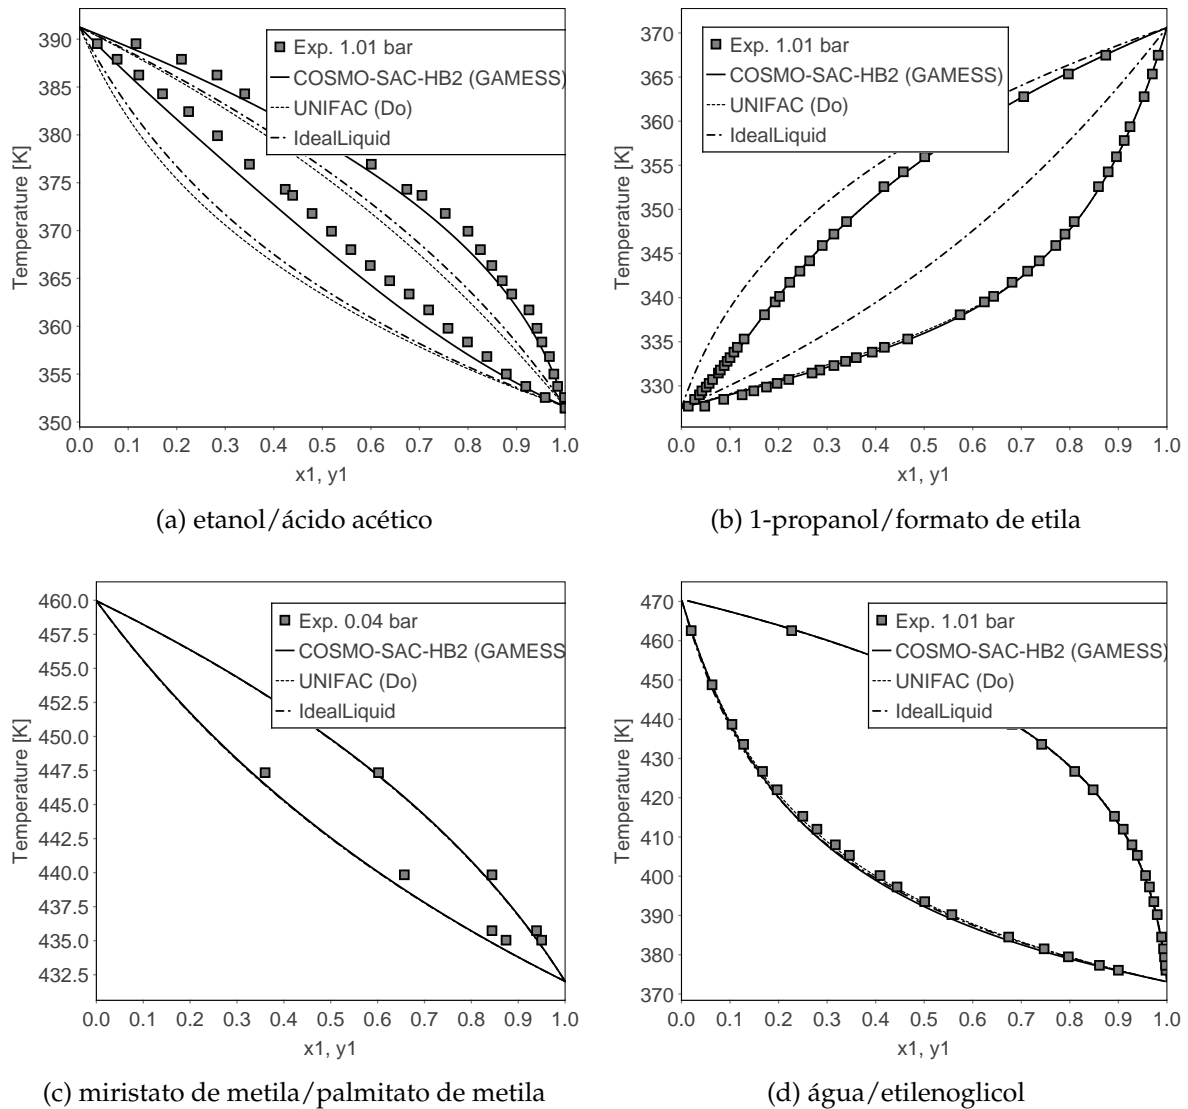 390
385
380
375
370
365
360
355
350
Temperature [K]
Exp. 1.01 bar
COSMO-SAC-HB2 (GAMESS)
UNIFAC (Do)
IdealLiquid
0.0 0.1 0.2 0.3 0.4 0.5 0.6 0.7 0.8 0.9 1.0
x1, y1
(a) etanol/ácido acético
370
365
360
355
350
345
340
335
330
Temperature [K]
Exp. 1.01 bar
COSMO-SAC-HB2 (GAMESS)
UNIFAC (Do)
IdealLiquid
0.0 0.1 0.2 0.3 0.4 0.5 0.6 0.7 0.8 0.9 1.0
x1, y1
(b) 1-propanol/formato de etila
460.0
457.5
455.0
452.5
450.0
447.5
445.0
442.5
440.0
437.5
435.0
432.5
Temperature [K]
Exp. 0.04 bar
COSMO-SAC-HB2 (GAMESS
UNIFAC (Do)
IdealLiquid
0.0 0.1 0.2 0.3 0.4 0.5 0.6 0.7 0.8 0.9 1.0
x1, y1
(c) miristato de metila/palmitato de metila
470
460
450
440
430
420
410
400
390
380
370
Temperature [K]
Exp. 1.01 bar
COSMO-SAC-HB2 (GAMESS)
UNIFAC (Do)
IdealLiquid
0.0 0.1 0.2 0.3 0.4 0.5 0.6 0.7 0.8 0.9 1.0
x1, y1
(d) água/etilenoglicol